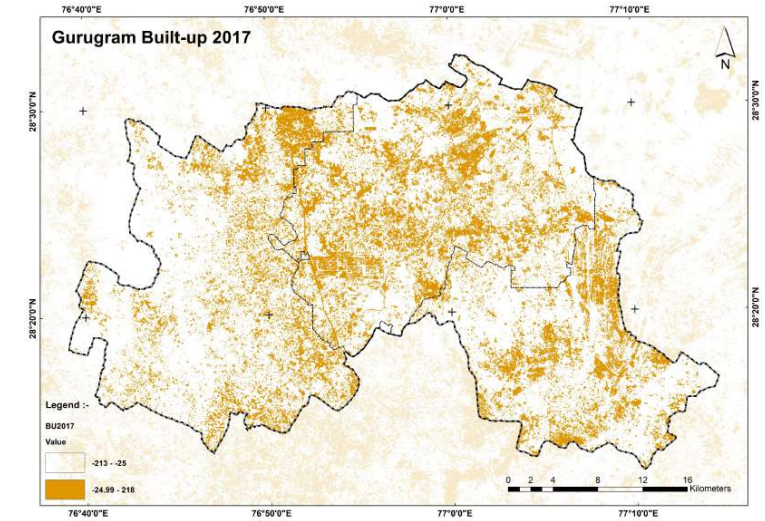 76°40'0"E 76°50'0"E 77°0'0"E 77°10'0"E
Gurugram Built-up 2017
N
28°30'0"N 28°30'0"N
28°20'0"N 28°20'0"N
Legend :-
BU2017
Value
-213 - -25
-24.99 - 218
0 2 4 8 12 16
Kilometers
76°40'0"E 76°50'0"E 77°0'0"E 77°10'0"E